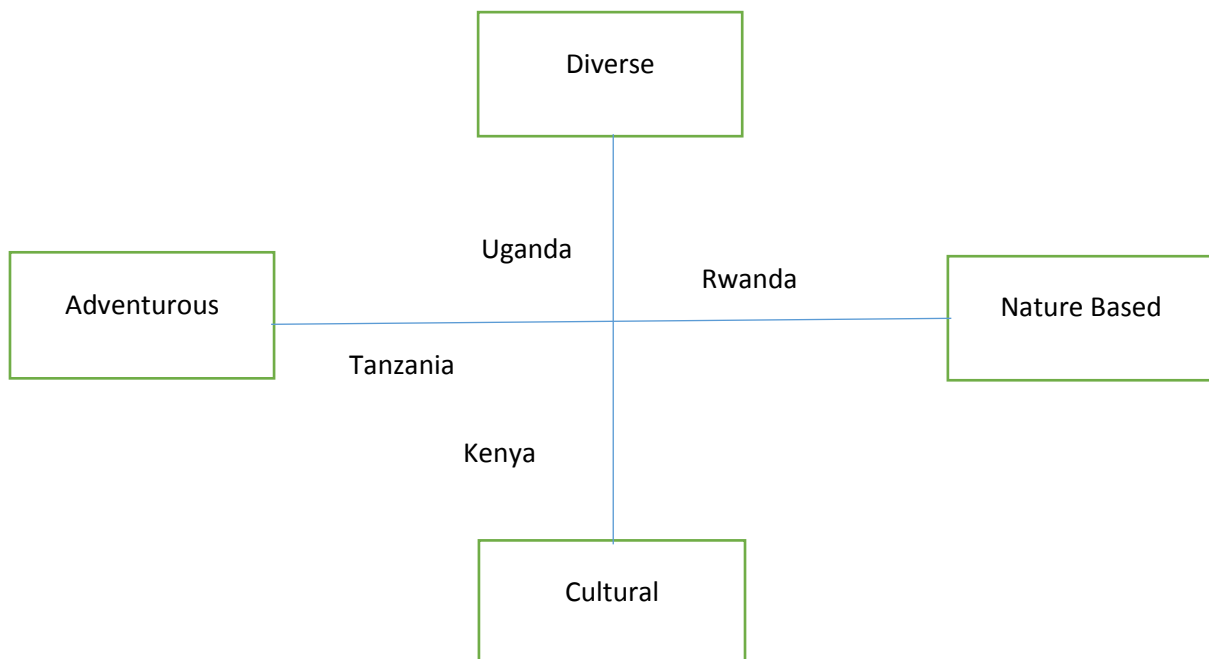 Diverse
Uganda
Rwanda
Adventurous
Nature Based
Tanzania
Kenya
Cultural